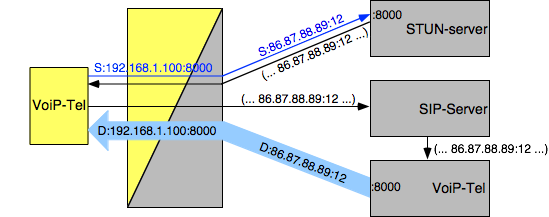 :8000
STUN-server
S:86.87.88.89:12
(... 86.87.88.89:12 ...)
S:192.168.1.100:8000
VoiP-Tel
(... 86.87.88.89:12 ...)
SIP-Server
D:192.168.1.100:8000
(... 86.87.88.89:12 ...)
D:86.87.88.89:12
:8000
VoiP-Tel